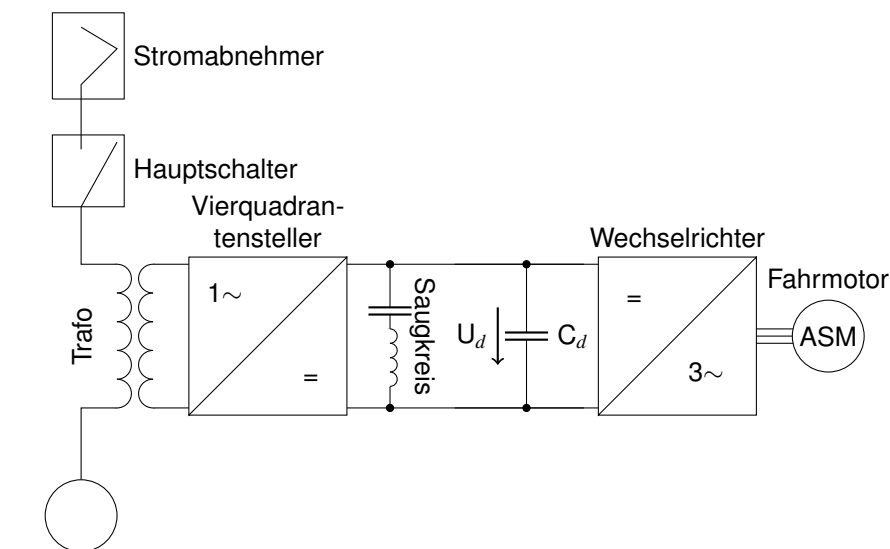 Stromabnehmer
Hauptschalter
Vierquadran-
tensteller
Wechselrichter
Fahrmotor
Trafo
1~
=
Saugkreis
U_d
C_d
=
3~
ASM